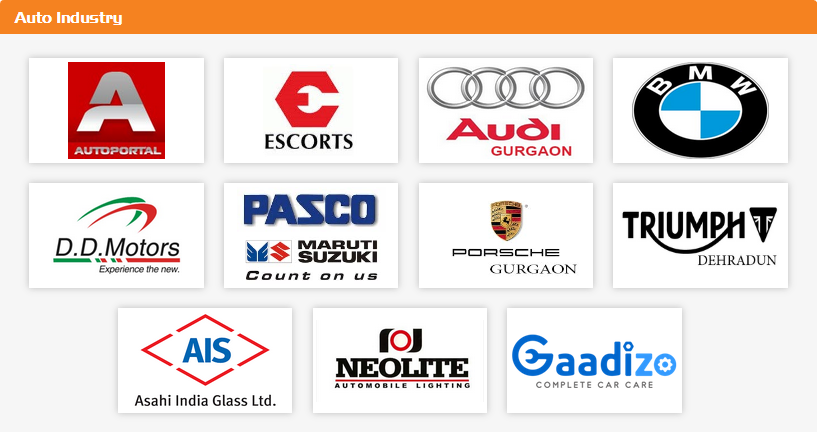 Auto Industry
A
AUTOPORTAL
ESCORTS
Audi
GURGAON
BMW
D.D.Motors
Experience the new.
PASCO
MARUTI
SUZUKI
Count on us
PORSCHE
GURGAON
TRIUMPH
DEHRADUN
AIS
Asahi India Glass Ltd.
NEOLITE
AUTOMOBILE LIGHTING
Gaadizo
COMPLETE CAR CARE